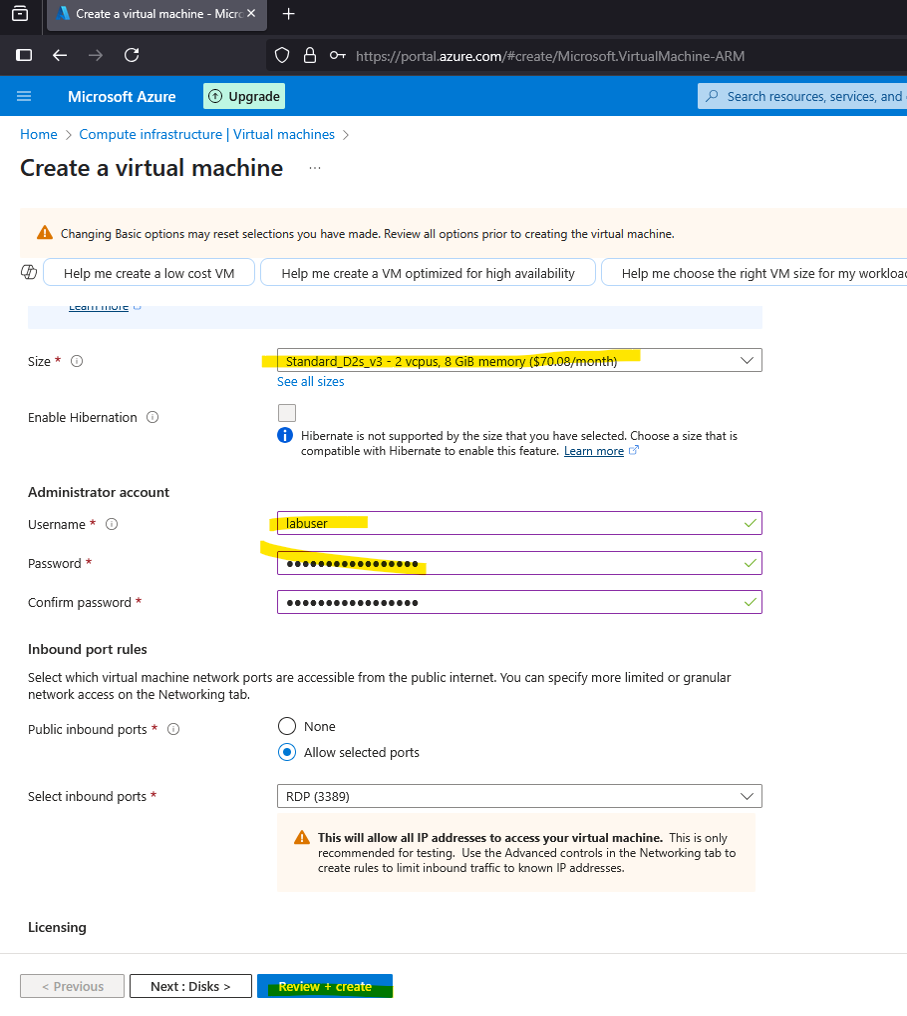 Create a virtual machine - Micr
https://portal.azure.com/#create/Microsoft.VirtualMachine-ARM
Microsoft Azure
Upgrade
Search resources, services, and
Home > Compute infrastructure | Virtual machines >
Create a virtual machine ...
Changing Basic options may reset selections you have made. Review all options prior to creating the virtual machine.
Help me create a low cost VM
Help me create a VM optimized for high availability
Help me choose the right VM size for my workload
Learn more
Size *
Standard_D2s_v3 - 2 vcpus, 8 GiB memory ($70.08/month)
See all sizes
Enable Hibernation
Hibernate is not supported by the size that you have selected. Choose a size that is
compatible with Hibernate to enable this feature. Learn more
Administrator account
Username *
labuser
Password *
●●●●●●●●●●●●●●●●●
Confirm password *
●●●●●●●●●●●●●●●●●
Inbound port rules
Select which virtual machine network ports are accessible from the public internet. You can specify more limited or granular
network access on the Networking tab.
Public inbound ports *
None
Allow selected ports
Select inbound ports *
RDP (3389)
This will allow all IP addresses to access your virtual machine. This is only
recommended for testing. Use the Advanced controls in the Networking tab to
create rules to limit inbound traffic to known IP addresses.
Licensing
< Previous
Next : Disks >
Review + create